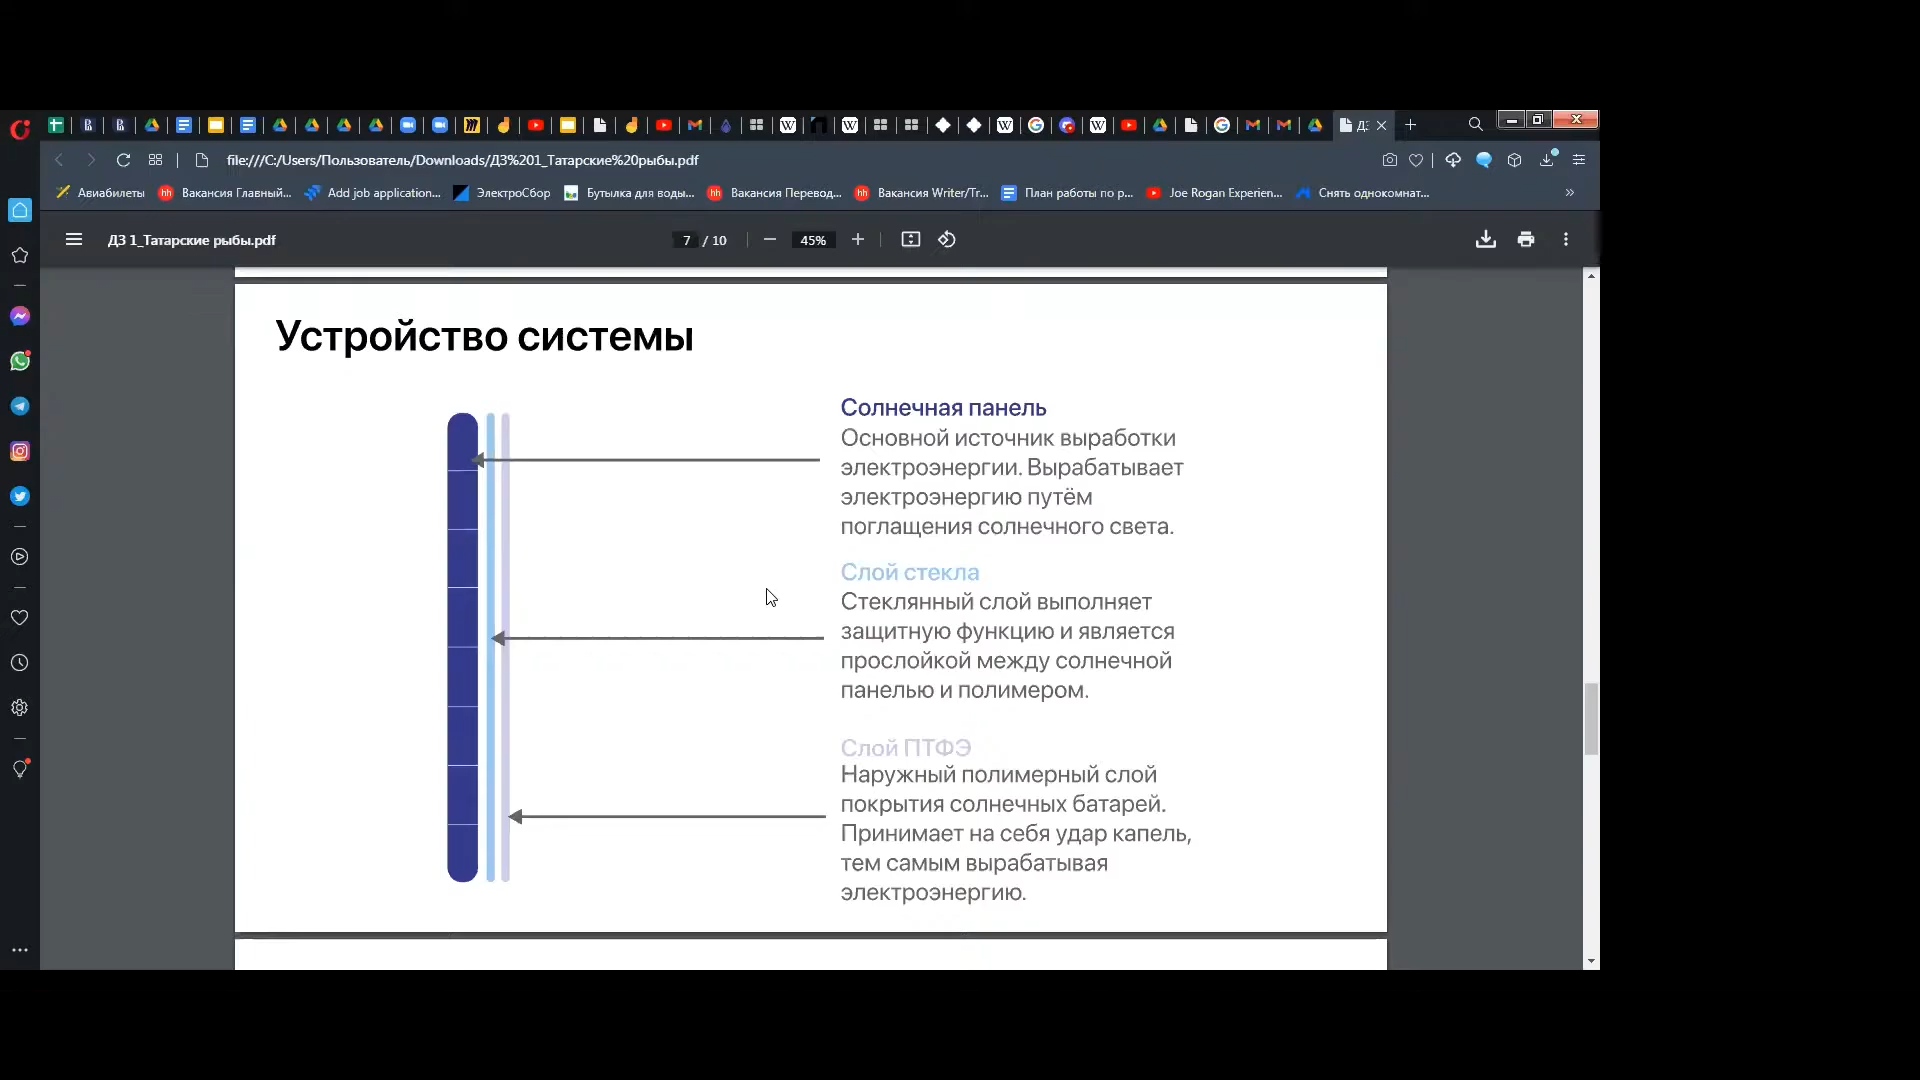 file:///C:/Users/Пользователь/Downloads/ДЗ%201_Татарские%20рыбы.pdf
Авиабилеты
Вакансия Главный...
Add job application...
ЭлектроСбор
Бутылка для воды...
Вакансия Перевод...
Вакансия Writer/Tr...
План работы по р...
Joe Rogan Experien...
Снять однокомнат...
ДЗ 1_Татарские рыбы.pdf
7 / 10
45%
Устройство системы
Солнечная панель
Основной источник выработки
электроэнергии. Вырабатывает
электроэнергию путём
поглащения солнечного света.
Слой стекла
Стеклянный слой выполняет
защитную функцию и является
прослойкой между солнечной
панелью и полимером.
Слой ПТФЭ
Наружный полимерный слой
покрытия солнечных батарей.
Принимает на себя удар капель,
тем самым вырабатывая
электроэнергию.